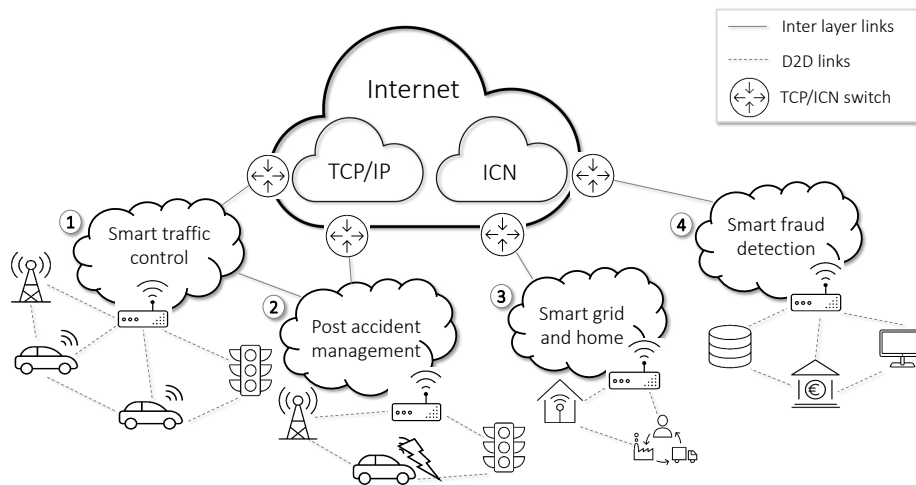 Inter layer links
D2D links
TCP/ICN switch
Internet
TCP/IP
ICN
1
Smart traffic
control
2
Post accident
management
3
Smart grid
and home
4
Smart fraud
detection
€